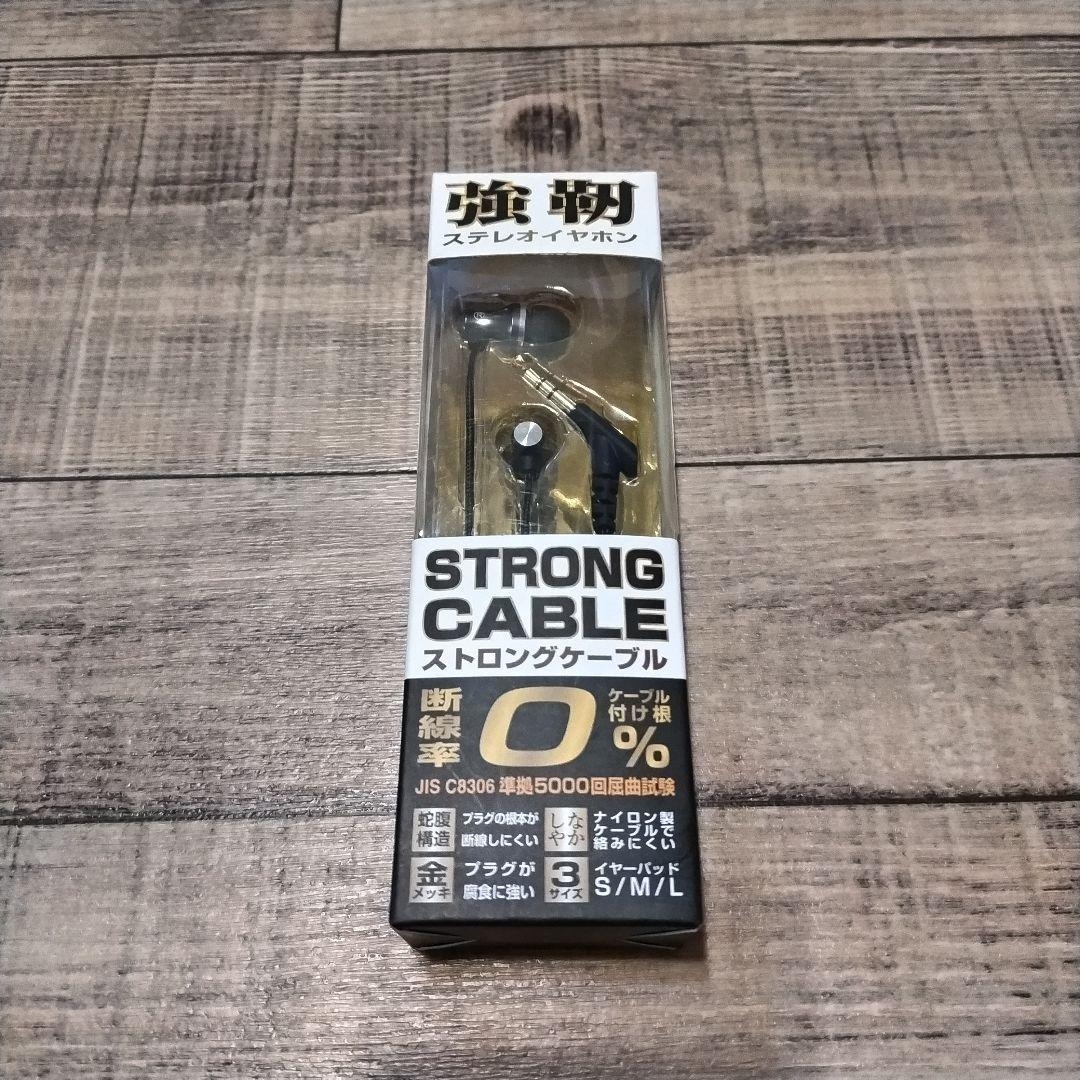 強靭
ステレオイヤホン
R
STRONG
CABLE
ストロングケーブル
断線率
0%
ケーブル
付け根
JIS C8306 準拠5000回屈曲試験
蛇腹
構造
プラグの根本が
断線しにくい
しなやか
ナイロン製
ケーブルで
絡みにくい
金
メッキ
プラグが
腐食に強い
3
サイズ
イヤーパッド
S/M/L